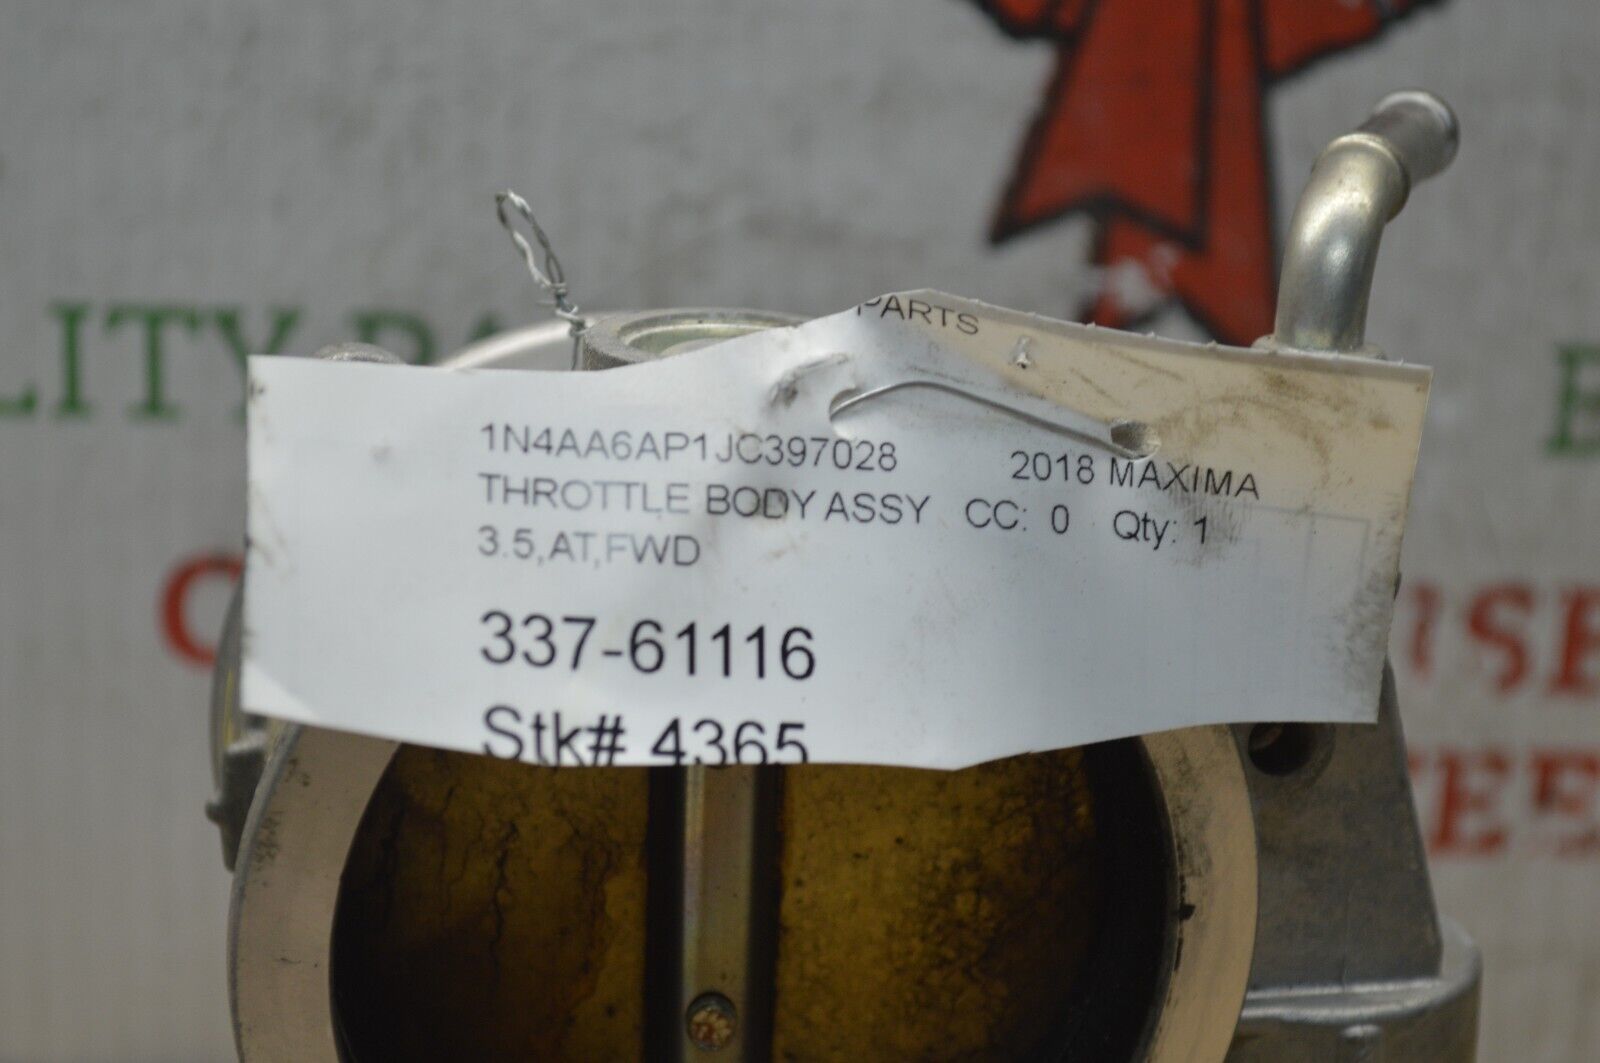 PARTS
1N4AA6AP1JC397028 2018 MAXIMA
THROTTLE BODY ASSY CC: 0 Qty: 1
3.5,AT,FWD
337-61116
Stk# 4365